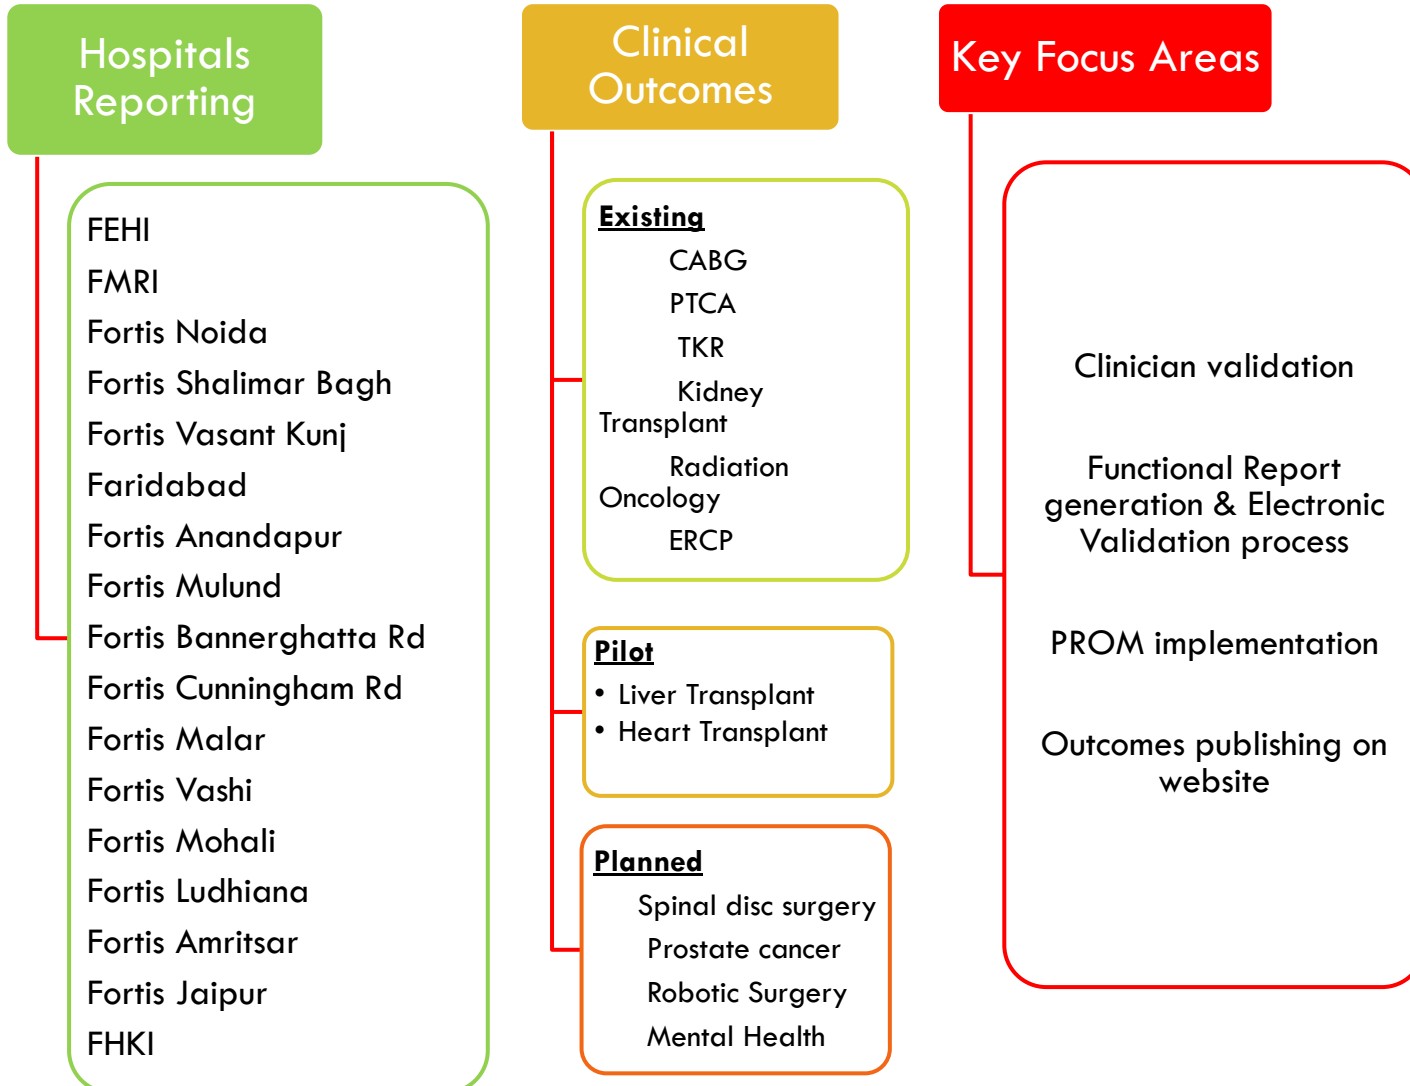 Hospitals
Reporting
FEHI
FMRI
Fortis Noida
Fortis Shalimar Bagh
Fortis Vasant Kunj
Faridabad
Fortis Anandapur
Fortis Mulund
Fortis Bannerghatta Rd
Fortis Cunningham Rd
Fortis Malar
Fortis Vashi
Fortis Mohali
Fortis Ludhiana
Fortis Amritsar
Fortis Jaipur
FHKI
Clinical
Outcomes
Existing
CABG
PTCA
TKR
Kidney
Transplant
Radiation
Oncology
ERCP
Pilot
• Liver Transplant
• Heart Transplant
Planned
Spinal disc surgery
Prostate cancer
Robotic Surgery
Mental Health
Key Focus Areas
Clinician validation
Functional Report
generation & Electronic
Validation process
PROM implementation
Outcomes publishing on
website